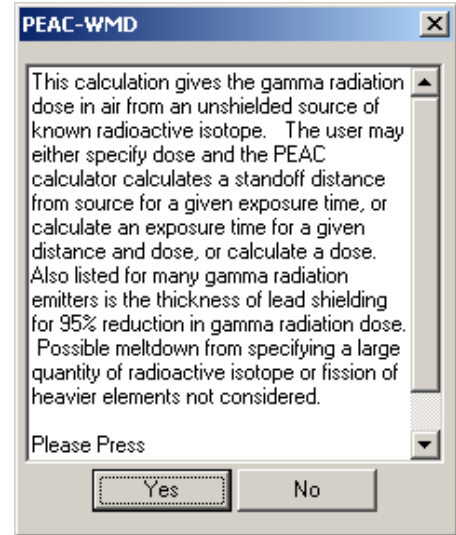 PEAC-WMD
This calculation gives the gamma radiation
dose in air from an unshielded source of
known radioactive isotope.   The user may
either specify dose and the PEAC
calculator calculates a standoff distance
from source for a given exposure time, or
calculate an exposure time for a given
distance and dose, or calculate a dose.
Also listed for many gamma radiation
emitters is the thickness of lead shielding
for 95% reduction in gamma radiation dose.
Possible meltdown from specifying a large
quantity of radioactive isotope or fission of
heavier elements not considered.
Please Press
Yes
No